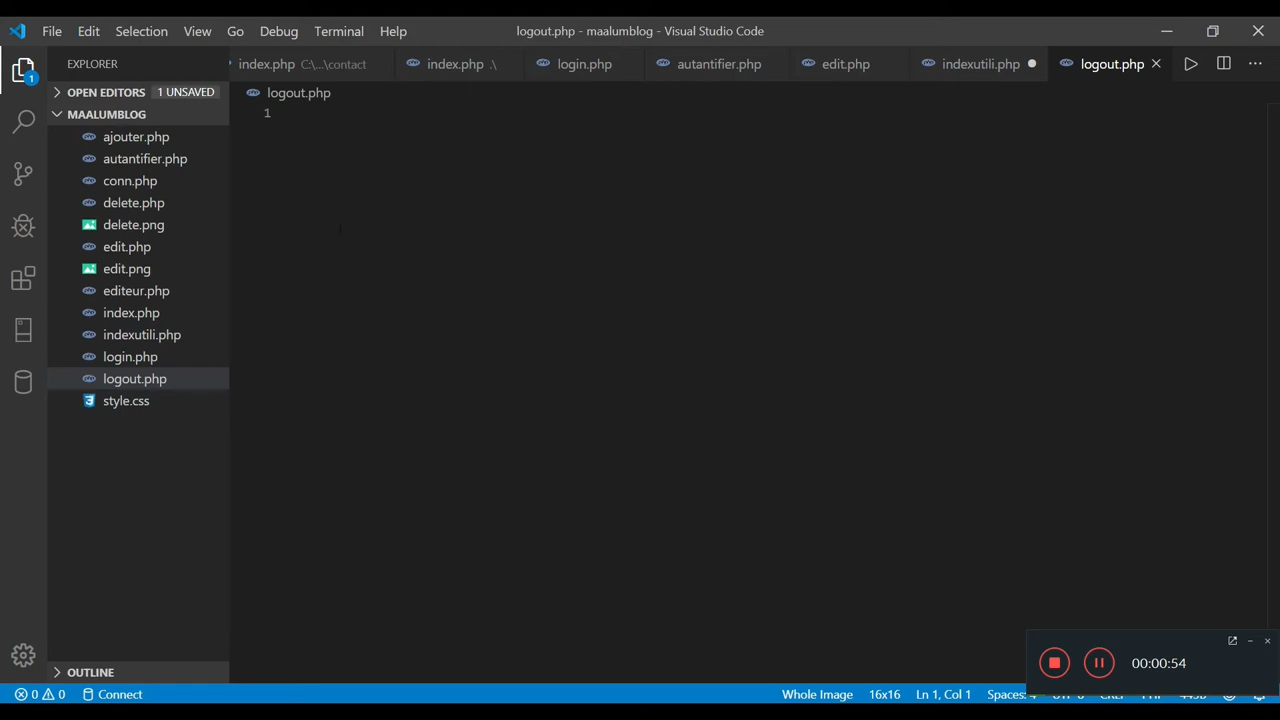 File Edit Selection View Go Debug Terminal Help
logout.php - maalumblog - Visual Studio Code
EXPLORER
index.php C:\...\contact
index.php .\
login.php
autantifier.php
edit.php
indexutili.php
logout.php
1
OPEN EDITORS 1 UNSAVED
MAALUMBLOG
ajouter.php
autantifier.php
conn.php
delete.php
delete.png
edit.php
edit.png
editeur.php
index.php
indexutili.php
login.php
logout.php
style.css
OUTLINE
logout.php
1
00:00:54
0 0 Connect
Whole Image 16x16 Ln 1, Col 1 Spaces: 4